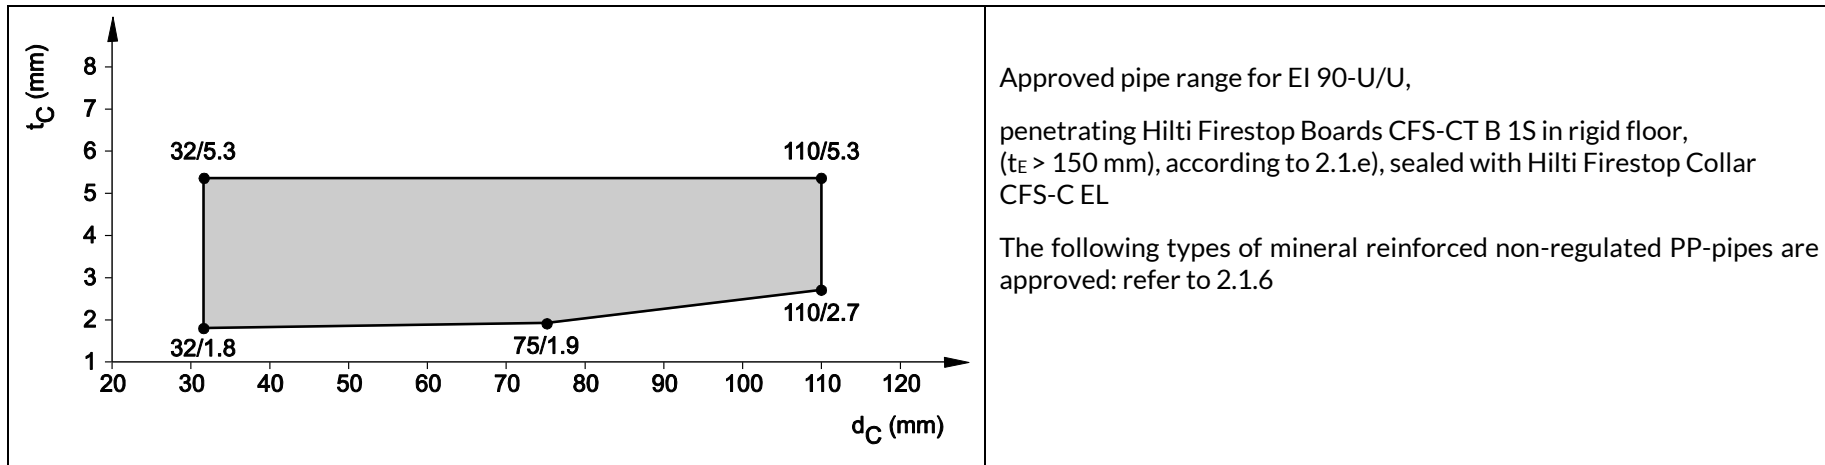 tC (mm)
8
7
6
5
4
3
2
1
32/5.3
110/5.3
32/1.8
75/1.9
110/2.7
20 30 40 50 60 70 80 90 100 110 120
dC (mm)
Approved pipe range for EI 90-U/U,
penetrating Hilti Firestop Boards CFS-CT B 1S in rigid floor,
(tE > 150 mm), according to 2.1.e), sealed with Hilti Firestop Collar
CFS-C EL
The following types of mineral reinforced non-regulated PP-pipes are
approved: refer to 2.1.6